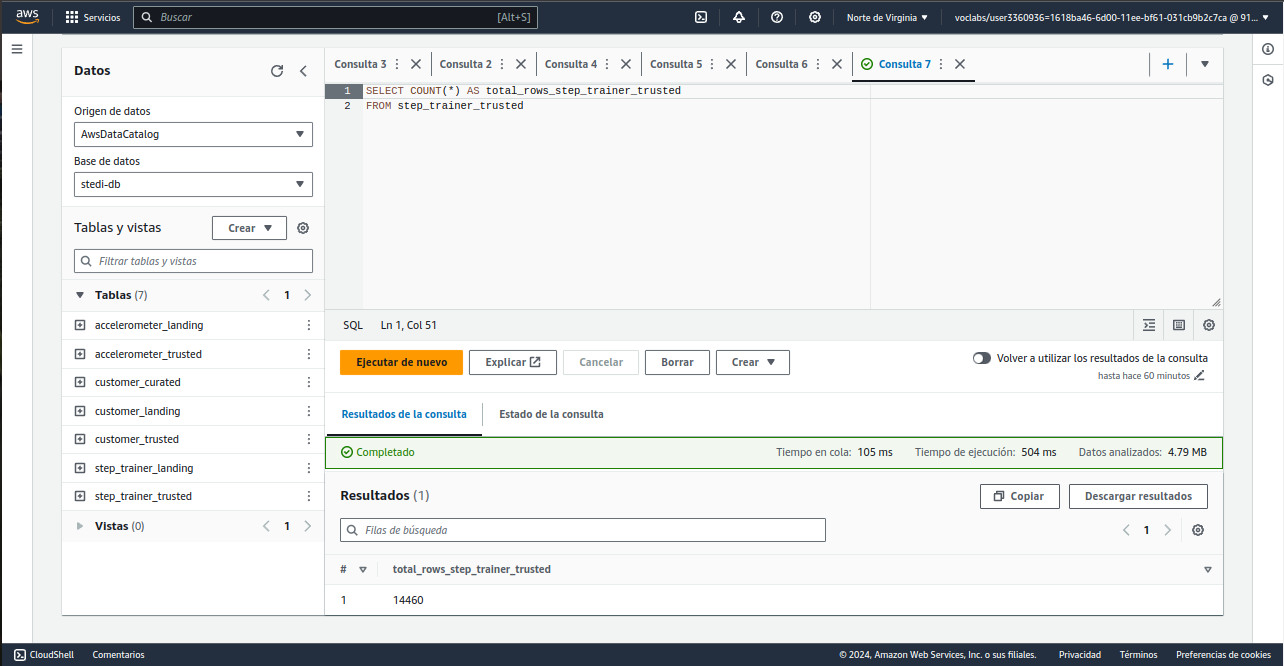 aws Servicios Buscar [Alt+S] Norte de Virginia voclabs/user3360936=1618ba46-6d00-11ee-bf61-031cb9b2c7ca @ 91...
Datos
Origen de datos
AwsDataCatalog
Base de datos
stedi-db
Tablas y vistas Crear
Filtrar tablas y vistas
Tablas (7) 1
accelerometer_landing
accelerometer_trusted
customer_curated
customer_landing
customer_trusted
step_trainer_landing
step_trainer_trusted
Vistas (0) 1
Consulta 3 Consulta 2 Consulta 4 Consulta 5 Consulta 6 Consulta 7
1 SELECT COUNT(*) AS total_rows_step_trainer_trusted
2 FROM step_trainer_trusted
SQL Ln 1, Col 51
Ejecutar de nuevo Explicar Cancelar Borrar Crear Volver a utilizar los resultados de la consulta
hasta hace 60 minutos
Resultados de la consulta Estado de la consulta
Completado Tiempo en cola: 105 ms Tiempo de ejecución: 504 ms Datos analizados: 4.79 MB
Resultados (1) Copiar Descargar resultados
Filas de búsqueda 1
# total_rows_step_trainer_trusted
1 14460
CloudShell Comentarios © 2024, Amazon Web Services, Inc. o sus filiales. Privacidad Términos Preferencias de cookies